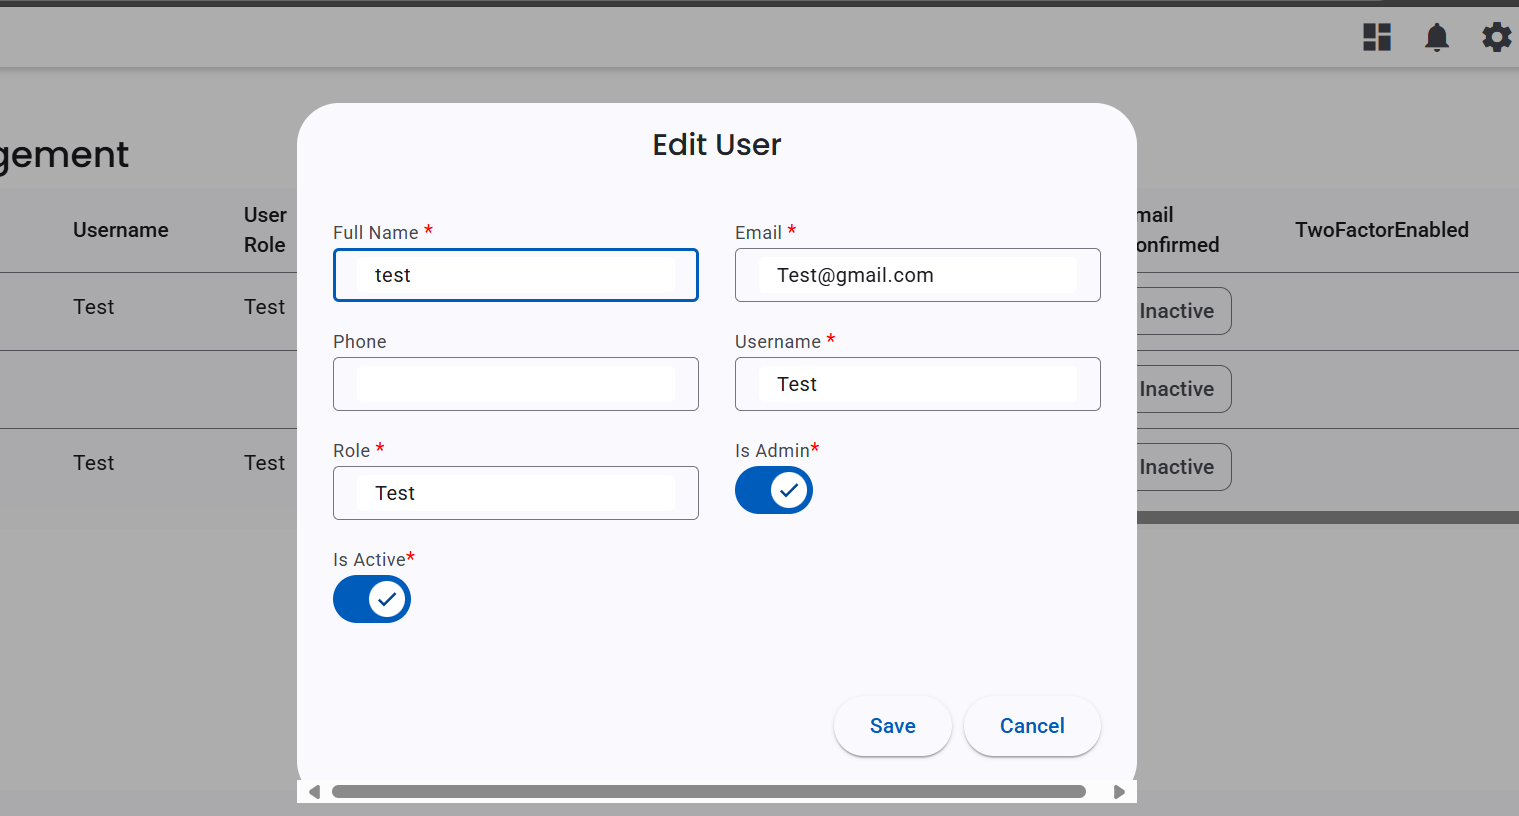 Edit User
Full Name *
test
Email *
Test@gmail.com
Phone
Username *
Test
Role *
Test
Is Admin*
Is Active*
Save
Cancel
gement
Username
User
Role
mail
onfirmed
TwoFactorEnabled
Test
Test
Inactive
Inactive
Test
Test
Inactive